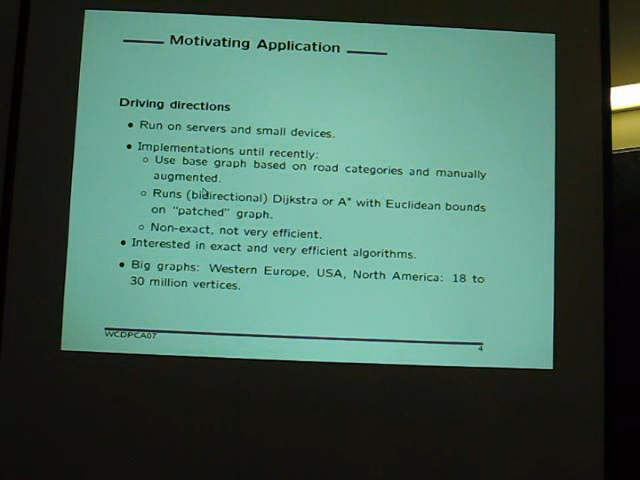 Motivating Application
Driving directions
• Run on servers and small devices.
• Implementations until recently:
○ Use base graph based on road categories and manually
augmented.
○ Runs (bidirectional) Dijkstra or A* with Euclidean bounds
on "patched" graph.
○ Non-exact, not very efficient.
• Interested in exact and very efficient algorithms.
• Big graphs: Western Europe, USA, North America: 18 to
30 million vertices.
WCDPCA07
4